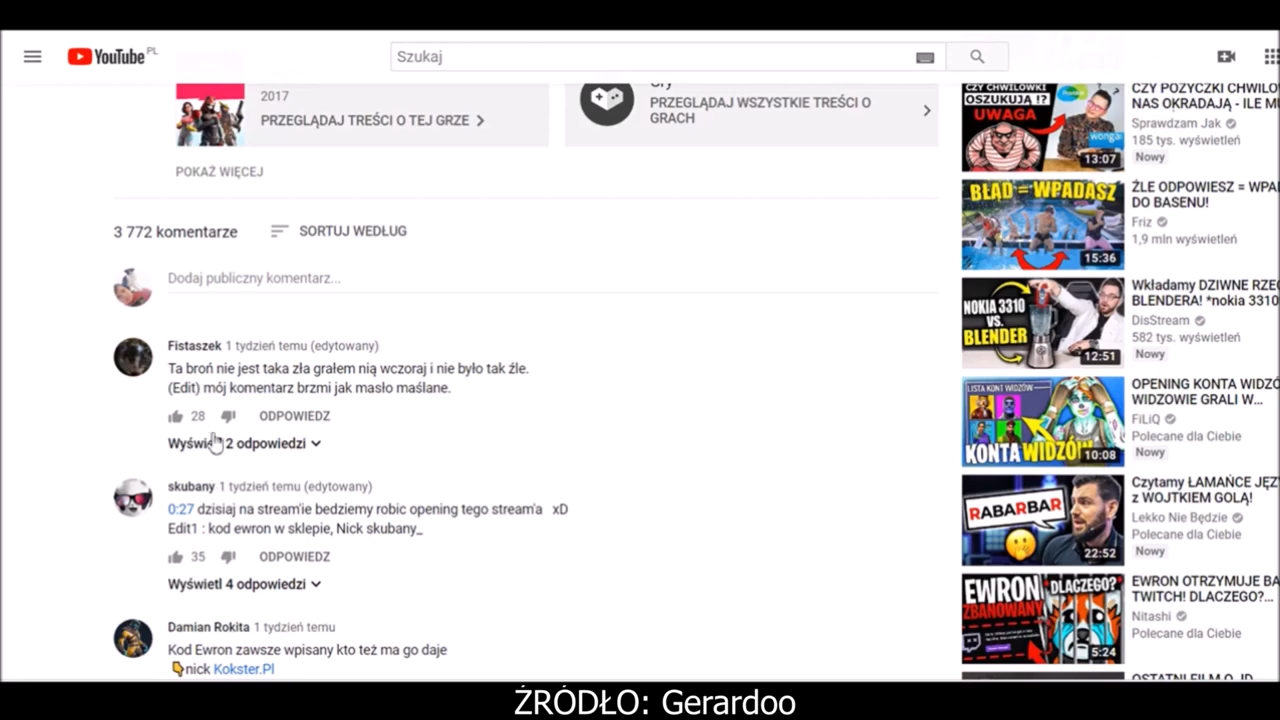 YouTube PL
Szukaj
2017
PRZEGLĄDAJ TREŚCI O TEJ GRZE
Gry
PRZEGLĄDAJ WSZYSTKIE TREŚCI O
GRACH
POKAŻ WIĘCEJ
3 772 komentarze
SORTUJ WEDŁUG
Dodaj publiczny komentarz...
Fistaszek 1 tydzień temu (edytowany)
Ta broń nie jest taka zła grałem nią wczoraj i nie było tak źle.
(Edit) mój komentarz brzmi jak masło maślane.
28 ODPOWIEDZ
Wyświetl 2 odpowiedzi
skubany 1 tydzień temu (edytowany)
0:27 dzisiaj na stream'ie bedziemy robic opening tego stream'a xD
Edit1 : kod ewron w sklepie, Nick skubany_
35 ODPOWIEDZ
Wyświetl 4 odpowiedzi
Damian Rokita 1 tydzień temu
Kod Ewron zawsze wpisany kto też ma go daje
👇nick Kokster.Pl
CZY CHWILÓWKI
OSZUKUJĄ !?
UWAGA
wonga
13:07
CZY POŻYCZKI CHWILO
NAS OKRADAJĄ - ILE M
Sprawdzam Jak
185 tys. wyświetleń
Nowy
BŁĄD = WPADASZ
15:36
ŹLE ODPOWIESZ = WPA
DO BASENU!
Friz
1,9 mln wyświetleń
NOKIA 3310
VS.
BLENDER
12:51
Wkładamy DZIWNE RZE
BLENDERA! *nokia 3310
DisStream
582 tys. wyświetleń
Nowy
LISTA KONT WIDZÓW
KONTA WIDZÓW
10:08
OPENING KONTA WIDZÓ
WIDZOWIE GRALI W...
FiLiQ
Polecane dla Ciebie
Nowy
RABARBAR
22:52
Czytamy ŁAMAŃCE JĘZ
z WOJTKIEM GOLĄ!
Lekko Nie Będzie
Polecane dla Ciebie
Nowy
EWRON
ZBANOWANY
DLACZEGO?
5:24
EWRON OTRZYMUJE BA
TWITCH! DLACZEGO?...
Nitashi
Polecane dla Ciebie
OSTATNI FILM O JD
ŹRÓDŁO: Gerardoo